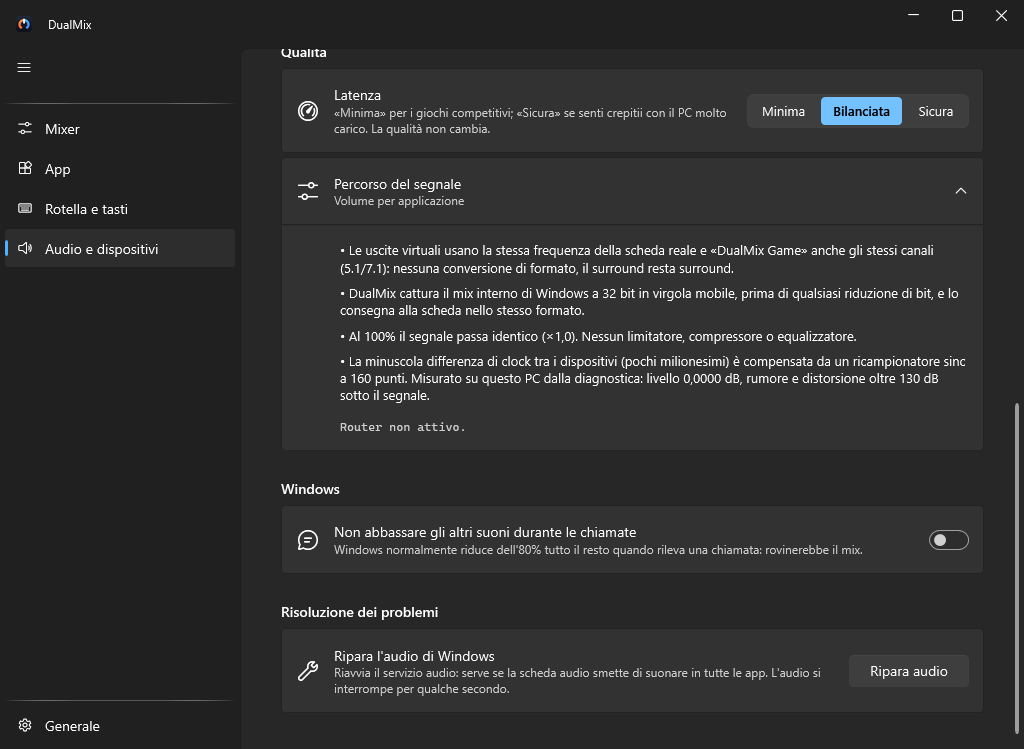 DualMix
Mixer
App
Rotella e tasti
Audio e dispositivi
Generale
Qualità
Latenza
«Minima» per i giochi competitivi; «Sicura» se senti crepitii con il PC molto
carico. La qualità non cambia.
Minima
Bilanciata
Sicura
Percorso del segnale
Volume per applicazione
• Le uscite virtuali usano la stessa frequenza della scheda reale e «DualMix Game» anche gli stessi canali
(5.1/7.1): nessuna conversione di formato, il surround resta surround.
• DualMix cattura il mix interno di Windows a 32 bit in virgola mobile, prima di qualsiasi riduzione di bit, e lo
consegna alla scheda nello stesso formato.
• Al 100% il segnale passa identico (×1,0). Nessun limitatore, compressore o equalizzatore.
• La minuscola differenza di clock tra i dispositivi (pochi milionesimi) è compensata da un ricampionatore sinc
a 160 punti. Misurato su questo PC dalla diagnostica: livello 0,0000 dB, rumore e distorsione oltre 130 dB
sotto il segnale.
Router non attivo.
Windows
Non abbassare gli altri suoni durante le chiamate
Windows normalmente riduce dell'80% tutto il resto quando rileva una chiamata: rovinerebbe il mix.
Risoluzione dei problemi
Ripara l'audio di Windows
Riavvia il servizio audio: serve se la scheda audio smette di suonare in tutte le app. L'audio si
interrompe per qualche secondo.
Ripara audio